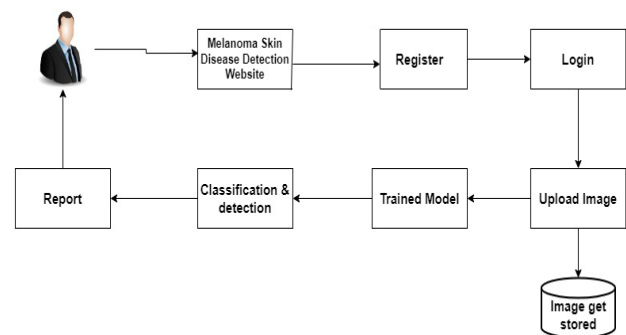 Melanoma Skin
Disease Detection
Website
Register
Login
Report
Classification &
detection
Trained Model
Upload Image
Image get
stored